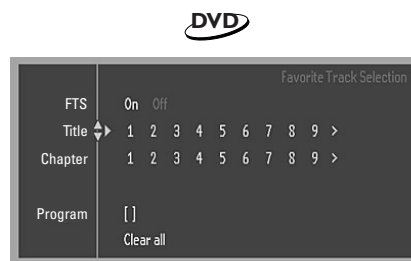 DVD
Favorite Track Selection
FTS On Off
Title 1 2 3 4 5 6 7 8 9 >
Chapter 1 2 3 4 5 6 7 8 9 >
Program [ ]
Clear all